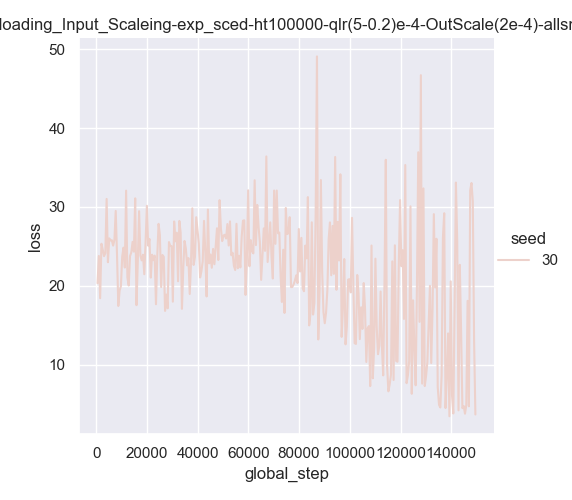 loading_Input_Scaleing-exp_sced-ht100000-qlr(5-0.2)e-4-OutScale(2e-4)-allsr
50
40
30
20
10
loss
0 20000 40000 60000 80000 100000 120000 140000
global_step
seed
30